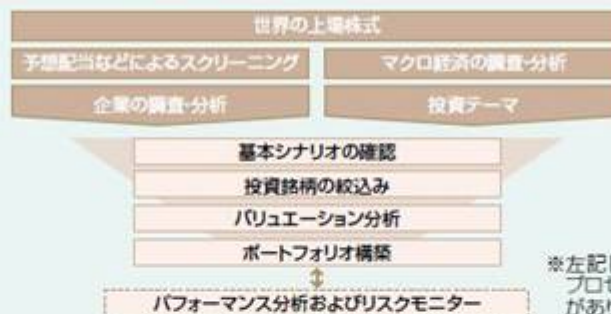 世界の上場株式
予想配当などによるスクリーニング
マクロ経済の調査・分析
企業の調査・分析
投資テーマ
基本シナリオの確認
投資銘柄の絞込み
バリュエーション分析
ポートフォリオ構築
パフォーマンス分析およびリスクモニター
※左記
プロセ
があり